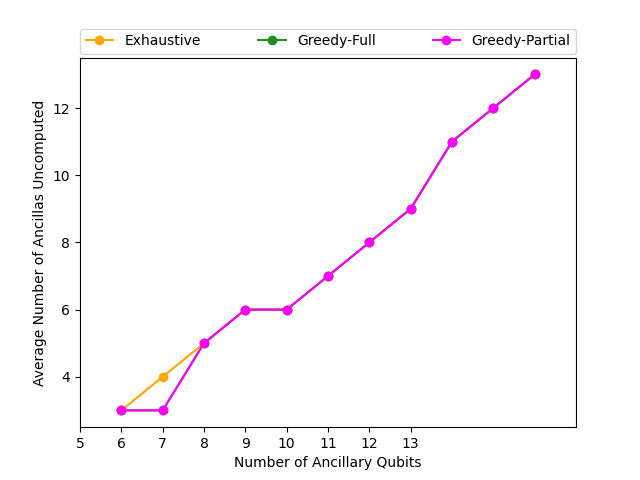 Exhaustive Greedy-Full Greedy-Partial
Average Number of Ancillas Uncomputed
12
10
8
6
4
5 6 7 8 9 10 11 12 13
Number of Ancillary Qubits